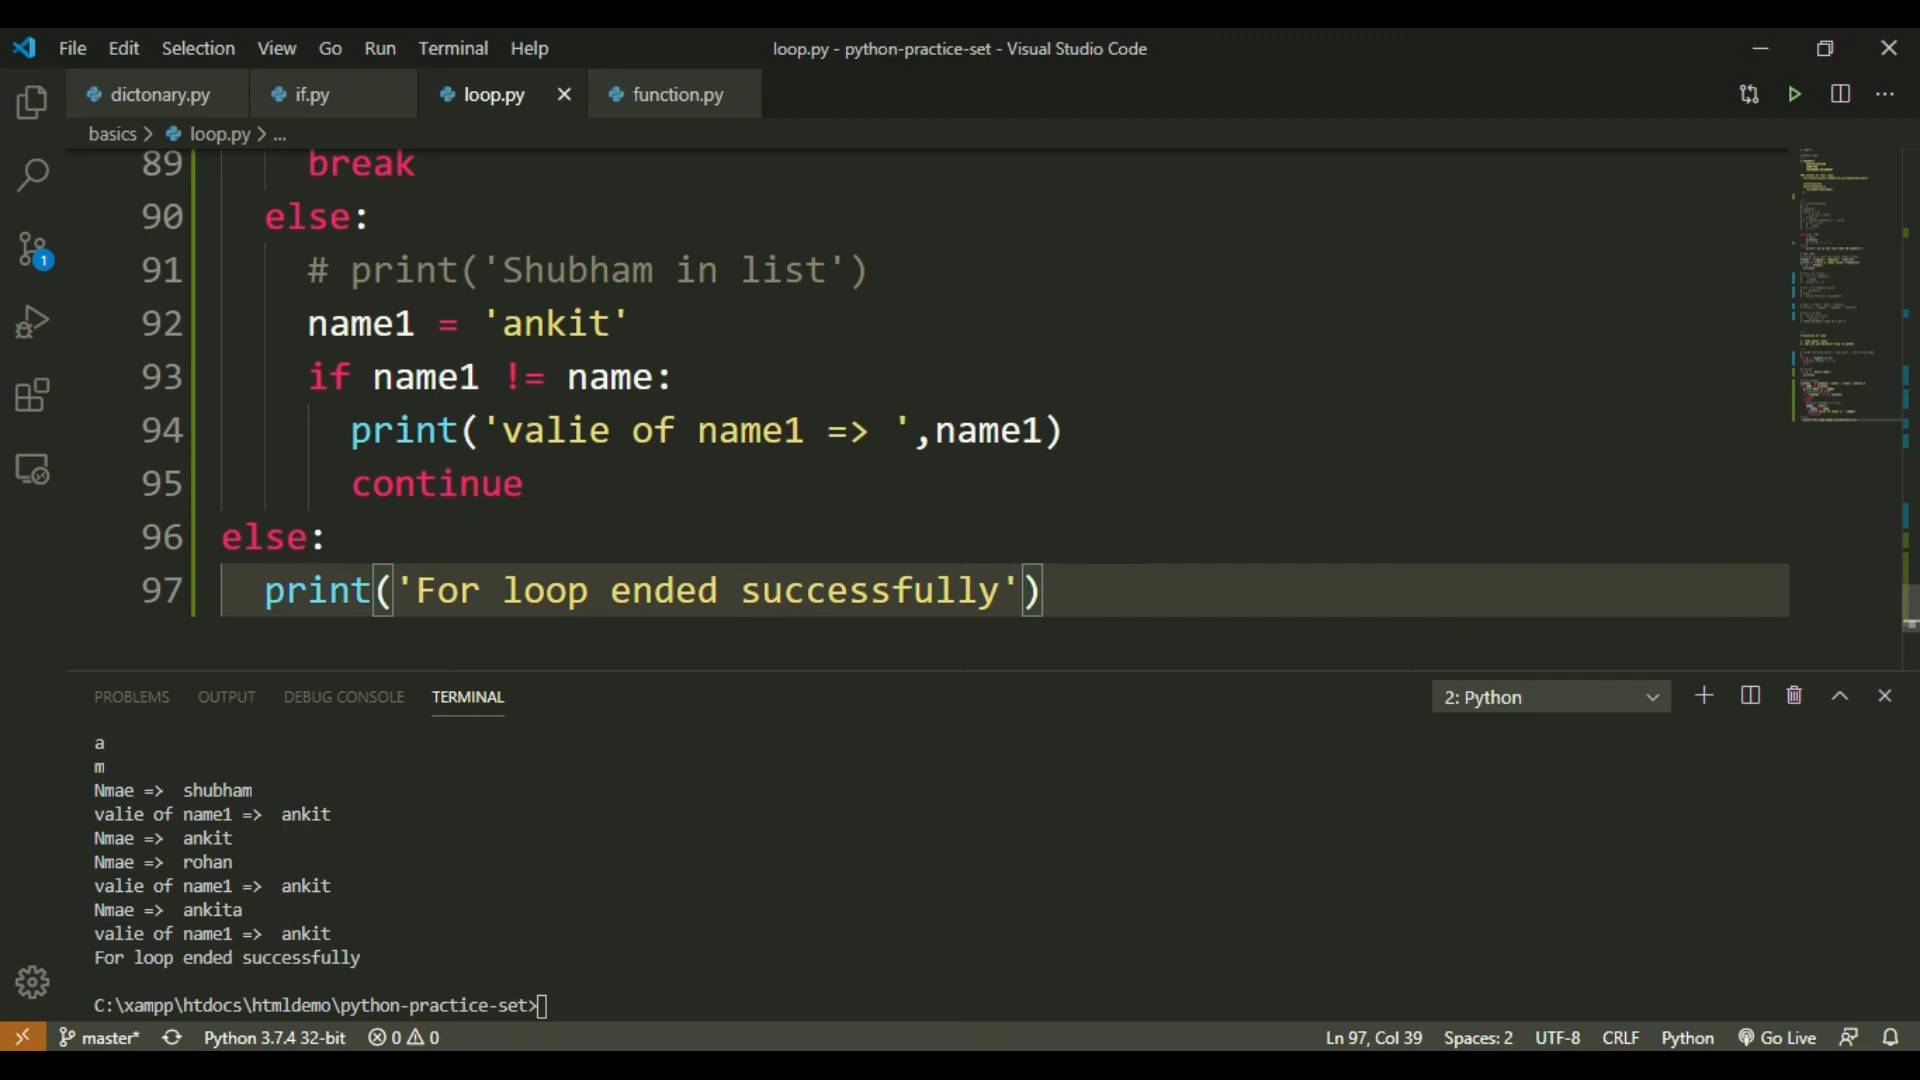 File Edit Selection View Go Run Terminal Help loop.py - python-practice-set - Visual Studio Code
dictonary.py if.py loop.py function.py
basics > loop.py > ...
89 break
90 else:
91 # print('Shubham in list')
92 name1 = 'ankit'
93 if name1 != name:
94 print('valie of name1 => ',name1)
95 continue
96 else:
97 print('For loop ended successfully')
1
PROBLEMS OUTPUT DEBUG CONSOLE TERMINAL 2: Python
a
m
Nmae => shubham
valie of name1 => ankit
Nmae => ankit
Nmae => rohan
valie of name1 => ankit
Nmae => ankita
valie of name1 => ankit
For loop ended successfully
C:\xampp\htdocs\htmldemo\python-practice-set>
master* Python 3.7.4 32-bit 0 0 Ln 97, Col 39 Spaces: 2 UTF-8 CRLF Python Go Live